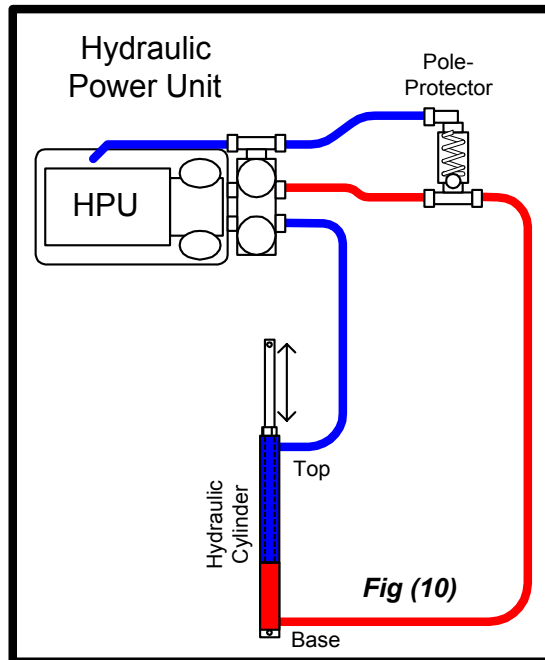 Hydraulic
Power Unit
Pole-
Protector
HPU
Top
Hydraulic
Cylinder
Fig (10)
Base